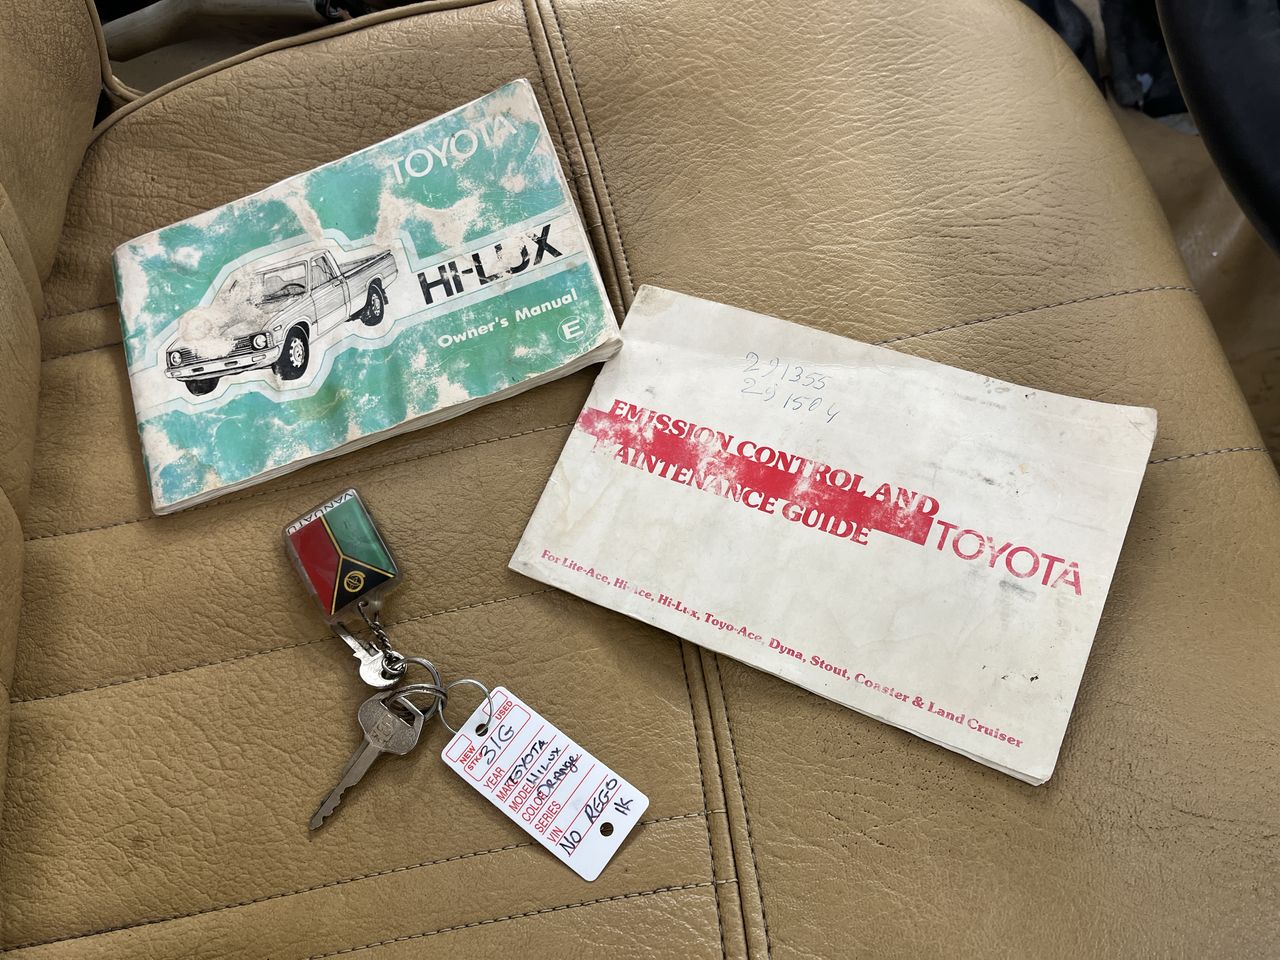 TOYOTA
HI-LUX
Owner's Manual
E
291355
291504
EMISSION CONTROL AND
MAINTENANCE GUIDE
TOYOTA
For Lite-Ace, Hi-Ace, Hi-Lux, Toyo-Ace, Dyna, Stout, Coaster & Land Cruiser
VANUATU
NEW USED
STK# 31G
YEAR
MAKE TOYOTA
MODEL HILUX
COLOR ORANGE
SERIES
VIN
NO REGO
1K